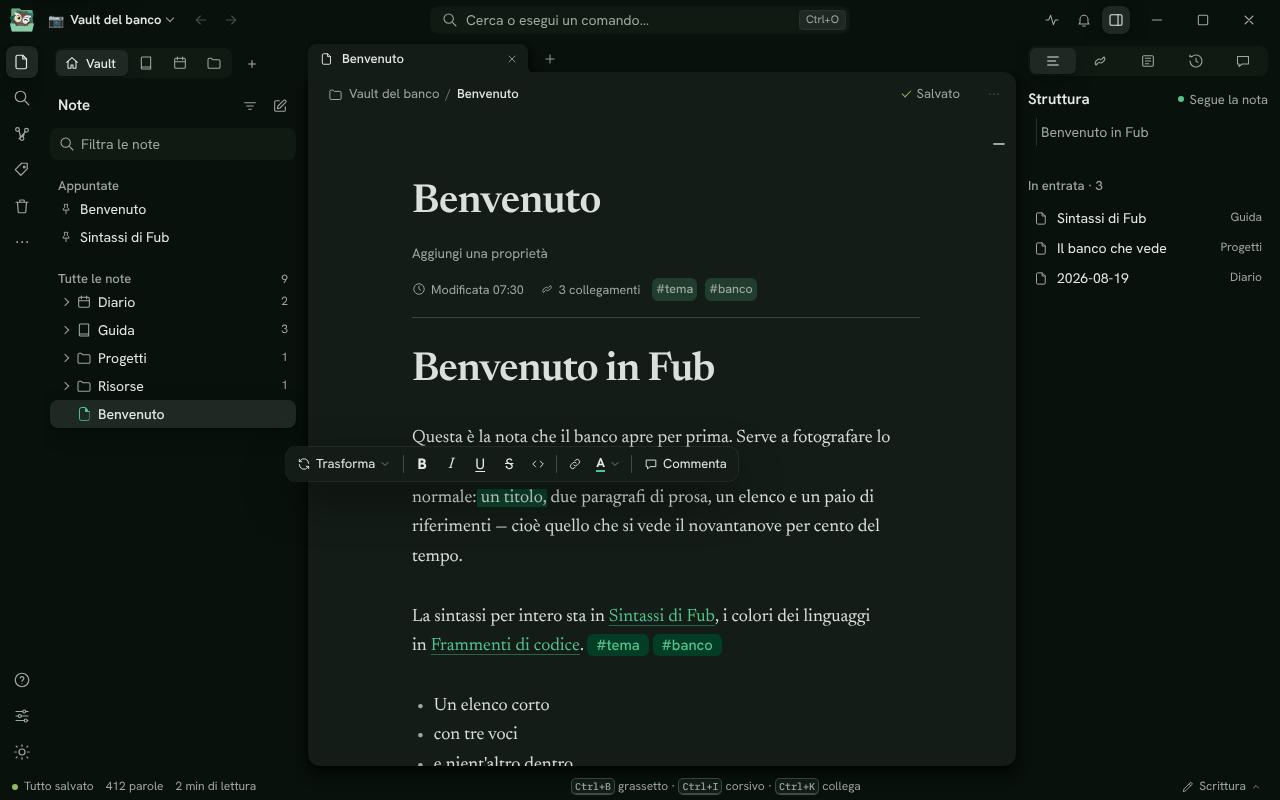 Vault del banco
Cerca o esegui un comando…
Ctrl+O
Vault
Note
Filtra le note
Appuntate
Benvenuto
Sintassi di Fub
Tutte le note 9
Diario 2
Guida 3
Progetti 1
Risorse 1
Benvenuto
Benvenuto
Vault del banco / Benvenuto
Salvato
Benvenuto
Aggiungi una proprietà
Modificata 07:30 3 collegamenti #tema #banco
Benvenuto in Fub
Questa è la nota che il banco apre per prima. Serve a fotografare lo
Trasforma B I U S A Commenta
normale: un titolo, due paragrafi di prosa, un elenco e un paio di
riferimenti — cioè quello che si vede il novantanove per cento del
tempo.
La sintassi per intero sta in Sintassi di Fub, i colori dei linguaggi
in Frammenti di codice. #tema #banco
• Un elenco corto
• con tre voci
• e nient'altro dentro
Struttura
Segue la nota
Benvenuto in Fub
In entrata · 3
Sintassi di Fub Guida
Il banco che vede Progetti
2026-08-19 Diario
Tutto salvato 412 parole 2 min di lettura
Ctrl+B grassetto · Ctrl+I corsivo · Ctrl+K collega
Scrittura